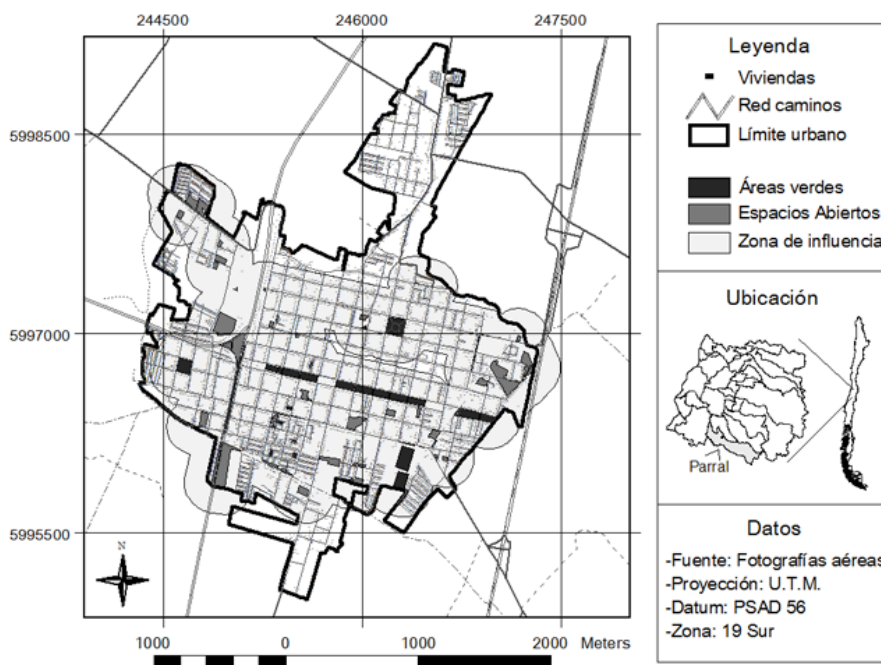 244500 246000 247500
5998500
5997000
5995500
N
1000 0 1000 2000 Meters
Leyenda
Viviendas
Red caminos
Límite urbano
Áreas verdes
Espacios Abiertos
Zona de influencia
Ubicación
Parral
Datos
-Fuente: Fotografías aéreas
-Proyección: U.T.M.
-Datum: PSAD 56
-Zona: 19 Sur